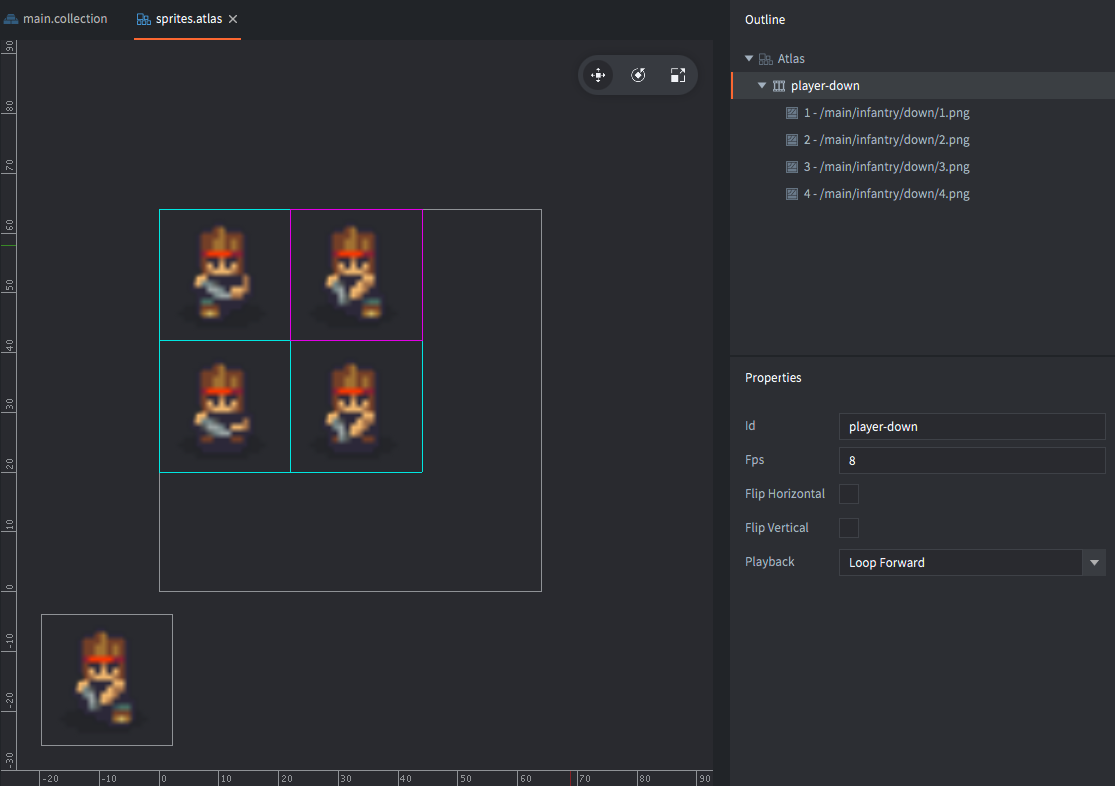 main.collection
sprites.atlas
Outline
Atlas
player-down
1 - /main/infantry/down/1.png
2 - /main/infantry/down/2.png
3 - /main/infantry/down/3.png
4 - /main/infantry/down/4.png
Properties
Id
player-down
Fps
8
Flip Horizontal
Flip Vertical
Playback
Loop Forward
90
80
70
60
50
40
30
20
10
0
-10
-20
-30
-20
-10
0
10
20
30
40
50
60
70
80
90